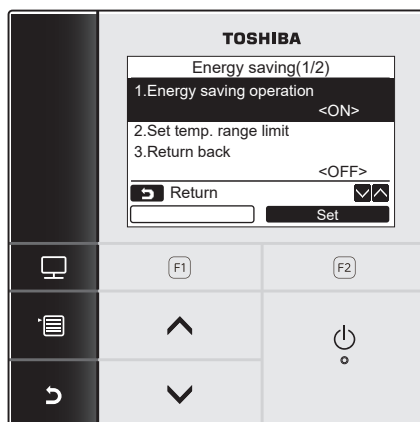 TOSHIBA
Energy saving(1/2)
1.Energy saving operation
<ON>
2.Set temp. range limit
3.Return back
<OFF>
Return
Set
F1
F2